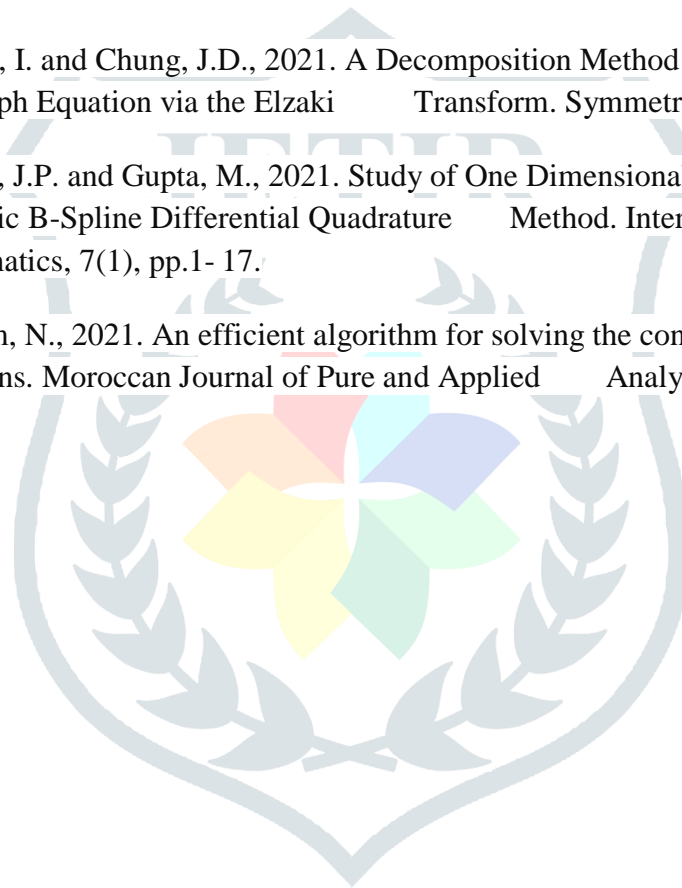 , I. and Chung, J.D., 2021. A Decomposition Method
ph Equation via the Elzaki Transform. Symmetr
, J.P. and Gupta, M., 2021. Study of One Dimensional
ic B-Spline Differential Quadrature Method. Inter
natics, 7(1), pp.1- 17.
n, N., 2021. An efficient algorithm for solving the con
ns. Moroccan Journal of Pure and Applied Analy